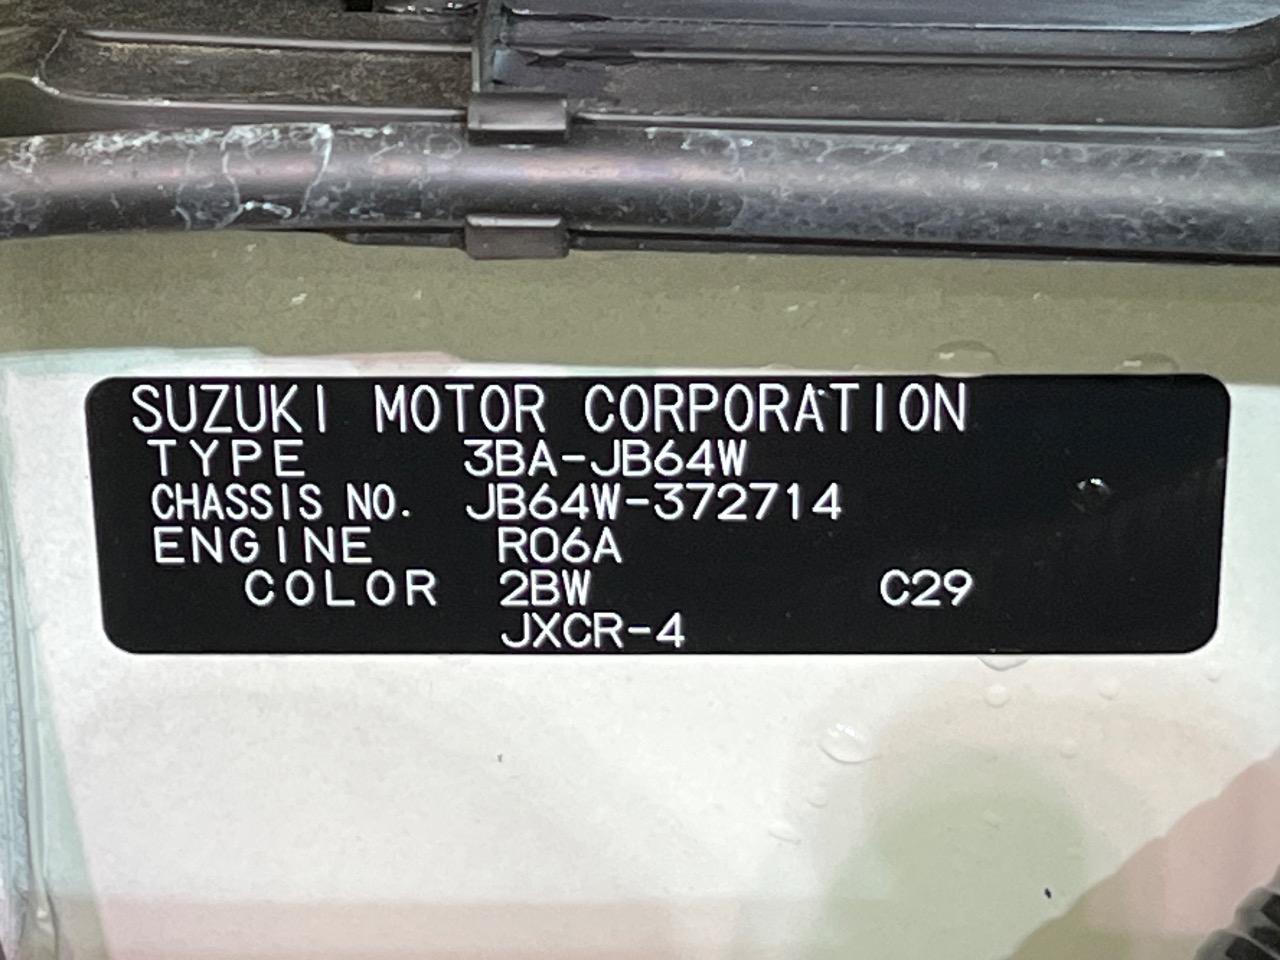 SUZUKI MOTOR CORPORATION
TYPE 3BA-JB64W
CHASSIS NO. JB64W-372714
ENGINE R06A
COLOR 2BW C29
JXCR-4